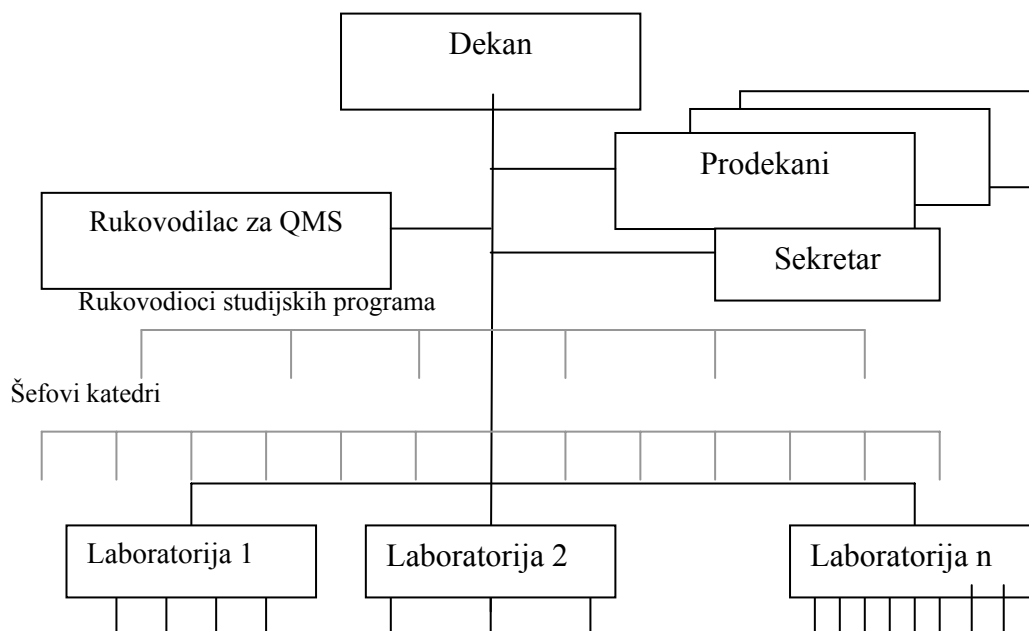 Dekan
Prodekani
Rukovodilac za QMS
Sekretar
Rukovodioci studijskih programa
Šefovi katedri
Laboratorija 1
Laboratorija 2
Laboratorija n